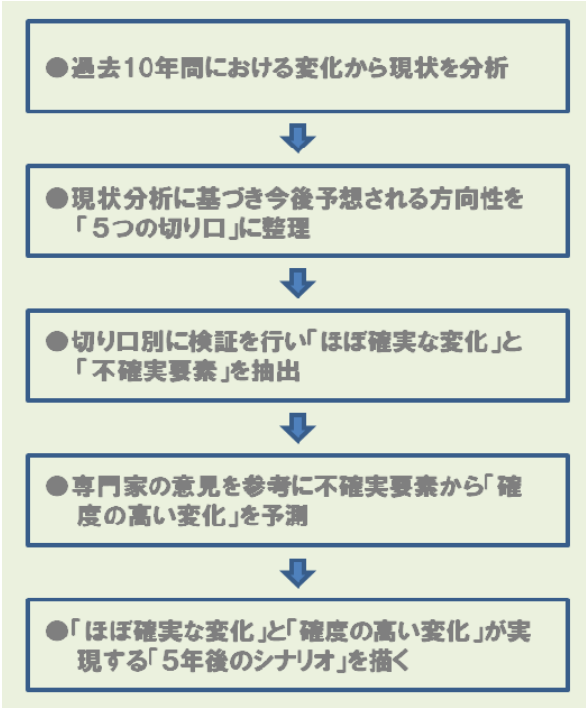 ●過去10年間における変化から現状を分析
●現状分析に基づき今後予想される方向性を
「5つの切り口」に整理
●切り口別に検証を行い「ほぼ確実な変化」と
「不確実要素」を抽出
●専門家の意見を参考に不確実要素から「確
度の高い変化」を予測
●「ほぼ確実な変化」と「確度の高い変化」が実
現する「5年後のシナリオ」を描く